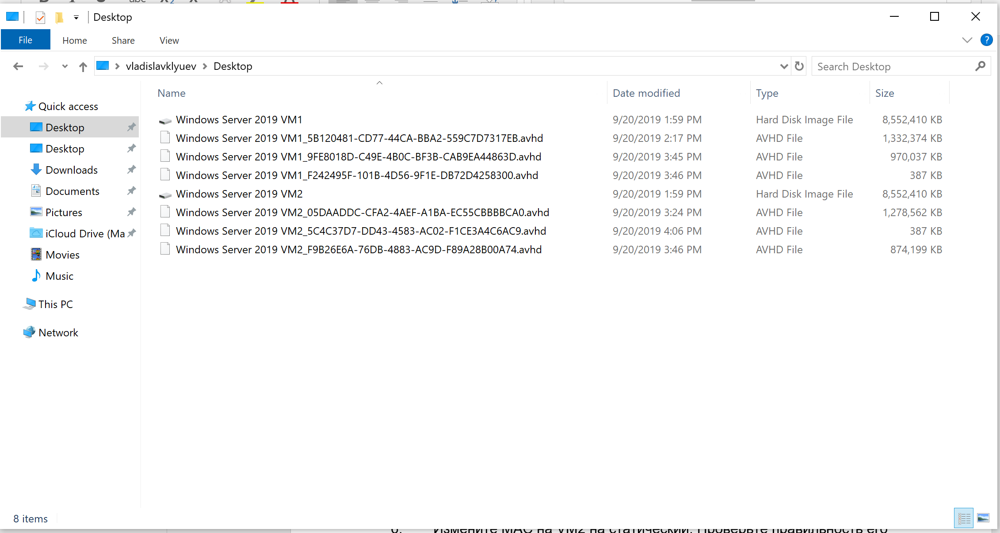 Desktop
File Home Share View
vladislavklyuev Desktop
Search Desktop
Name Date modified Type Size
Quick access
Desktop
Desktop
Downloads
Documents
Pictures
iCloud Drive (Ma
Movies
Music
This PC
Network
Windows Server 2019 VM1 9/20/2019 1:59 PM Hard Disk Image File 8,552,410 KB
Windows Server 2019 VM1_5B120481-CD77-44CA-BBA2-559C7D7317EB.avhd 9/20/2019 2:17 PM AVHD File 1,332,374 KB
Windows Server 2019 VM1_9FE8018D-C49E-4B0C-BF3B-CAB9EA44863D.avhd 9/20/2019 3:45 PM AVHD File 970,037 KB
Windows Server 2019 VM1_F242495F-101B-4D56-9F1E-DB72D4258300.avhd 9/20/2019 3:46 PM AVHD File 387 KB
Windows Server 2019 VM2 9/20/2019 1:59 PM Hard Disk Image File 8,552,410 KB
Windows Server 2019 VM2_05DAADDC-CFA2-4AEF-A1BA-EC55CBBBBCA0.avhd 9/20/2019 3:24 PM AVHD File 1,278,562 KB
Windows Server 2019 VM2_5C4C37D7-DD43-4583-AC02-F1CE3A4C6AC9.avhd 9/20/2019 4:06 PM AVHD File 387 KB
Windows Server 2019 VM2_F9B26E6A-76DB-4883-AC9D-F89A28B00A74.avhd 9/20/2019 3:46 PM AVHD File 874,199 KB
8 items
Измените MAC на VM2 на статический. Проверьте правильность его